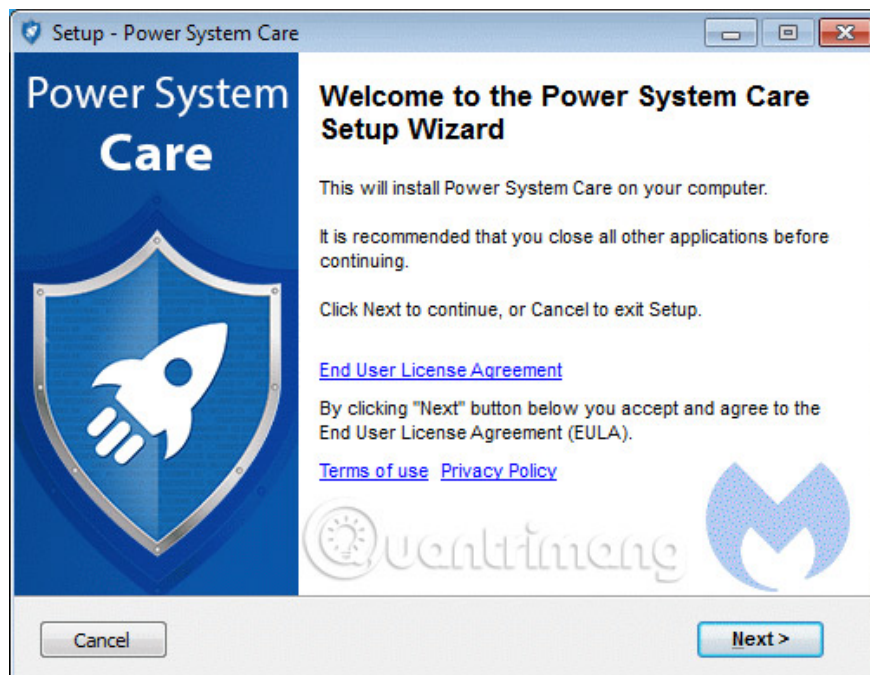 Setup - Power System Care
Power System
Care
Welcome to the Power System Care
Setup Wizard
This will install Power System Care on your computer.
It is recommended that you close all other applications before
continuing.
Click Next to continue, or Cancel to exit Setup.
End User License Agreement
By clicking "Next" button below you accept and agree to the
End User License Agreement (EULA).
Terms of use Privacy Policy
Quantrimang
Cancel
Next >